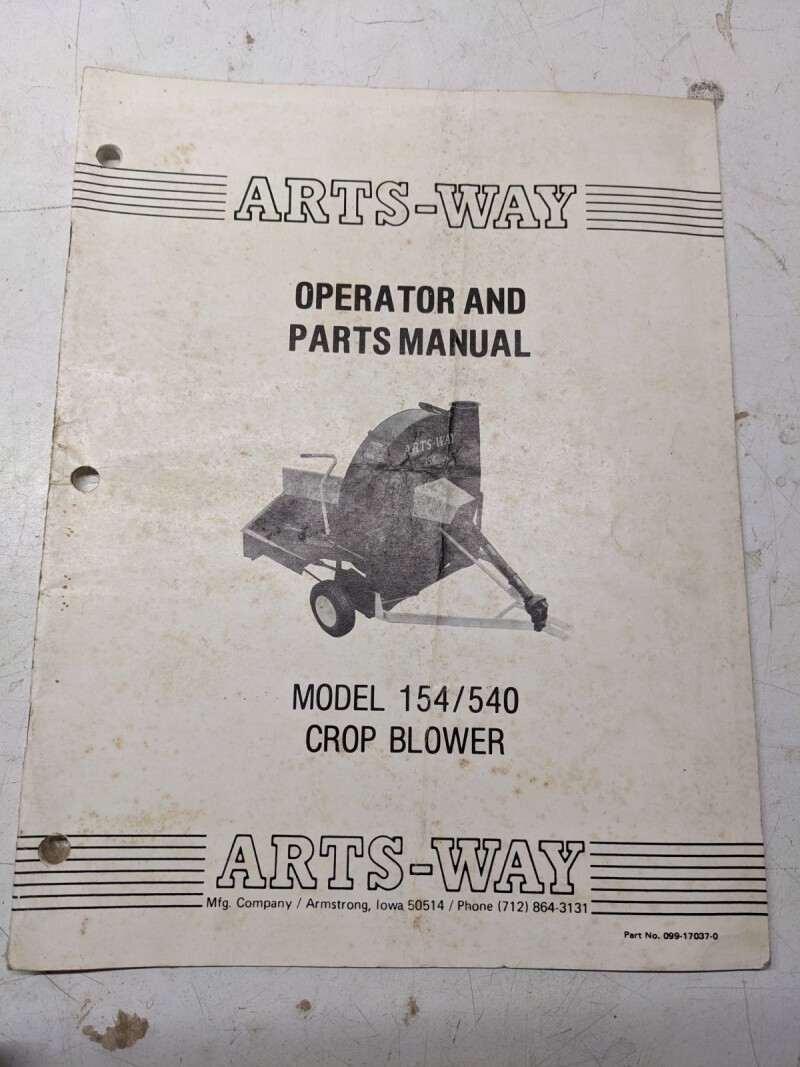 ARTS-WAY
OPERATOR AND
PARTS MANUAL
ARTS-WAY
MODEL 154/540
CROP BLOWER
ARTS-WAY
Mfg. Company / Armstrong, Iowa 50514 / Phone (712) 864-3131
Part No. 099-17037-0